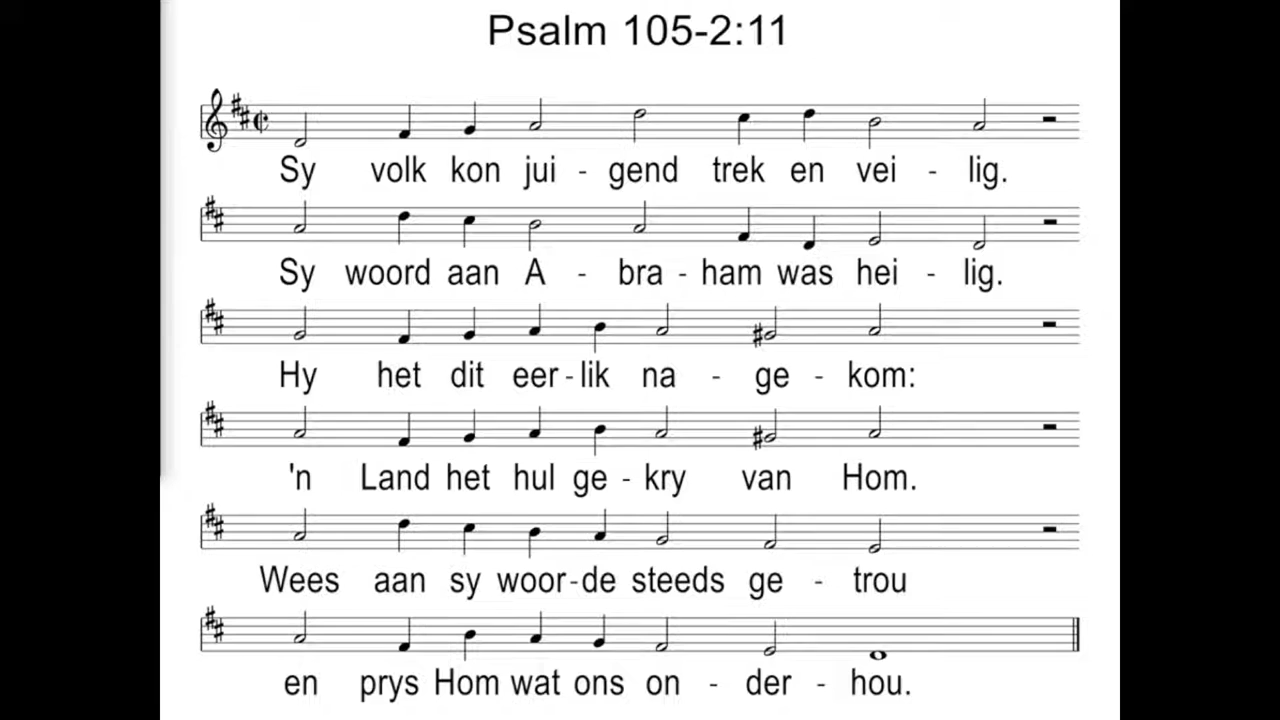 Psalm 105-2:11
Sy volk kon jui - gend trek en vei - lig.
Sy woord aan A - bra - ham was hei - lig.
Hy het dit eer - lik na - ge - kom:
'n Land het hul ge - kry van Hom.
Wees aan sy woor - de steeds ge - trou
en prys Hom wat ons on - der - hou.